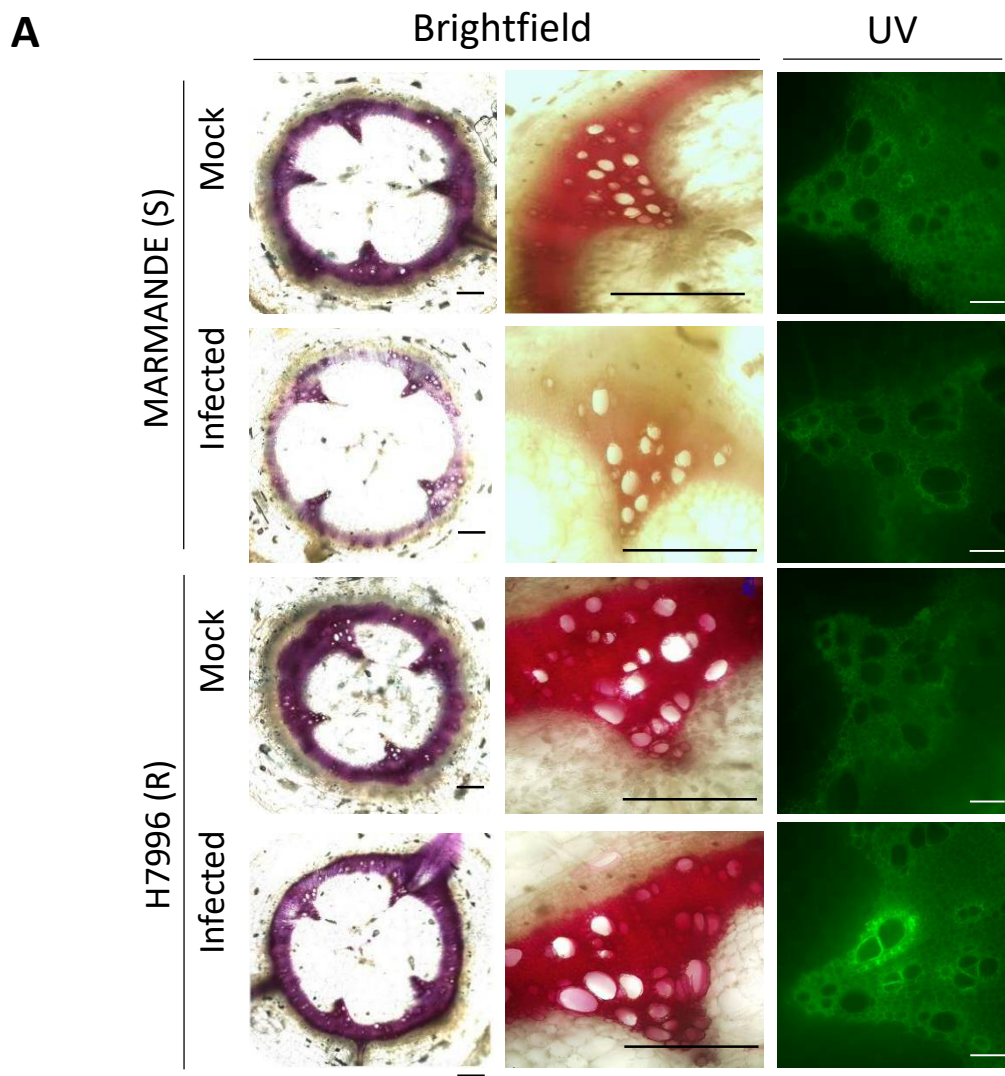 A
Brightfield
UV
MARMANDE (S)
Mock
Infected
H7996 (R)
Mock
Infected